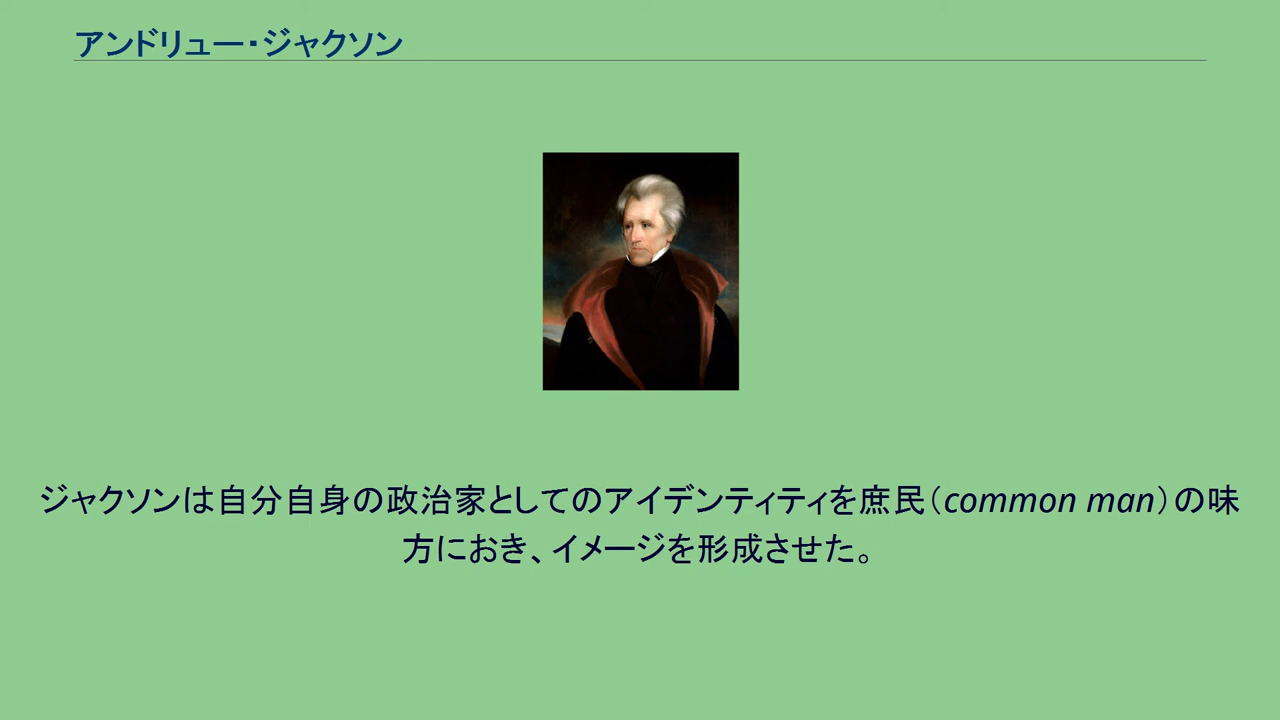 アンドリュー・ジャクソン
ジャクソンは自分自身の政治家としてのアイデンティティを庶民（common man）の味
方におき、イメージを形成させた。